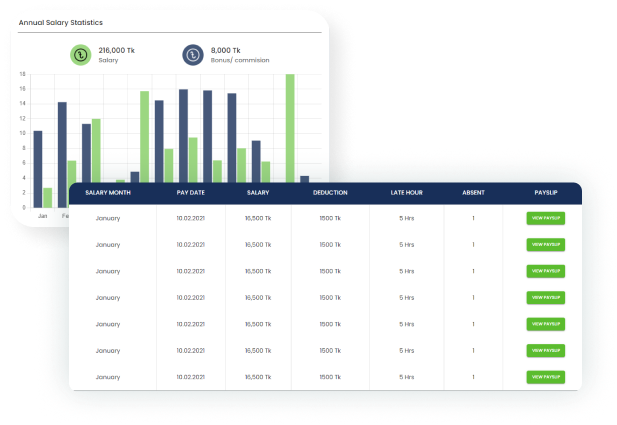 Annual Salary Statistics
216,000 Tk
Salary
8,000 Tk
Bonus/ commision
18
16
14
12
10
8
6
4
2
0
Jan
Fe
SALARY MONTH PAY DATE SALARY DEDUCTION LATE HOUR ABSENT PAYSLIP
January 10.02.2021 16,500 Tk 1500 Tk 5 Hrs 1 VIEW PAYSLIP
January 10.02.2021 16,500 Tk 1500 Tk 5 Hrs 1 VIEW PAYSLIP
January 10.02.2021 16,500 Tk 1500 Tk 5 Hrs 1 VIEW PAYSLIP
January 10.02.2021 16,500 Tk 1500 Tk 5 Hrs 1 VIEW PAYSLIP
January 10.02.2021 16,500 Tk 1500 Tk 5 Hrs 1 VIEW PAYSLIP
January 10.02.2021 16,500 Tk 1500 Tk 5 Hrs 1 VIEW PAYSLIP
January 10.02.2021 16,500 Tk 1500 Tk 5 Hrs 1 VIEW PAYSLIP